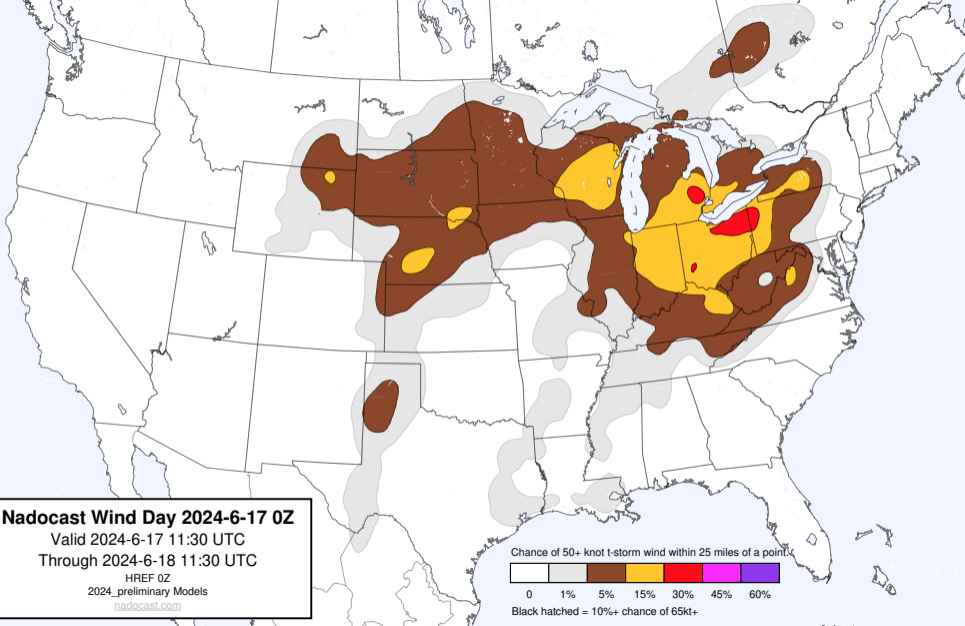 Nadocast Wind Day 2024-6-17 0Z
Valid 2024-6-17 11:30 UTC
Through 2024-6-18 11:30 UTC
HREF 0Z
2024_preliminary Models
nadocast.com
Chance of 50+ knot t-storm wind within 25 miles of a point.
0 1% 5% 15% 30% 45% 60%
Black hatched = 10%+ chance of 65kt+